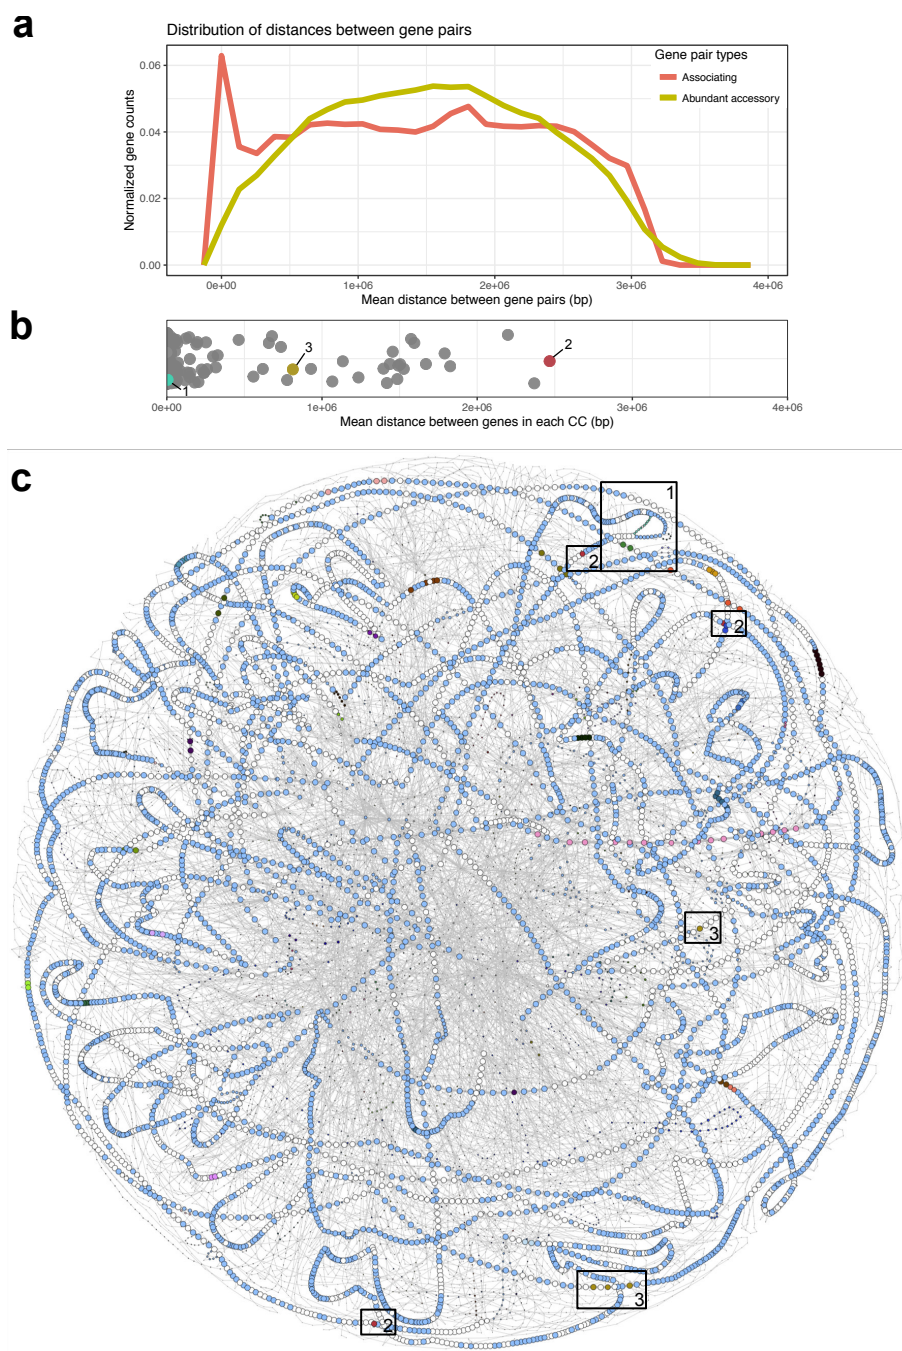 a
Distribution of distances between gene pairs
Gene pair types
Associating
Abundant accessory
Normalized gene counts
0.06
0.04
0.02
0.00
0e+00 1e+06 2e+06 3e+06 4e+06
Mean distance between gene pairs (bp)
b
3
2
1
0e+00 1e+06 2e+06 3e+06 4e+06
Mean distance between genes in each CC (bp)
c
1
2
2
3
3
2